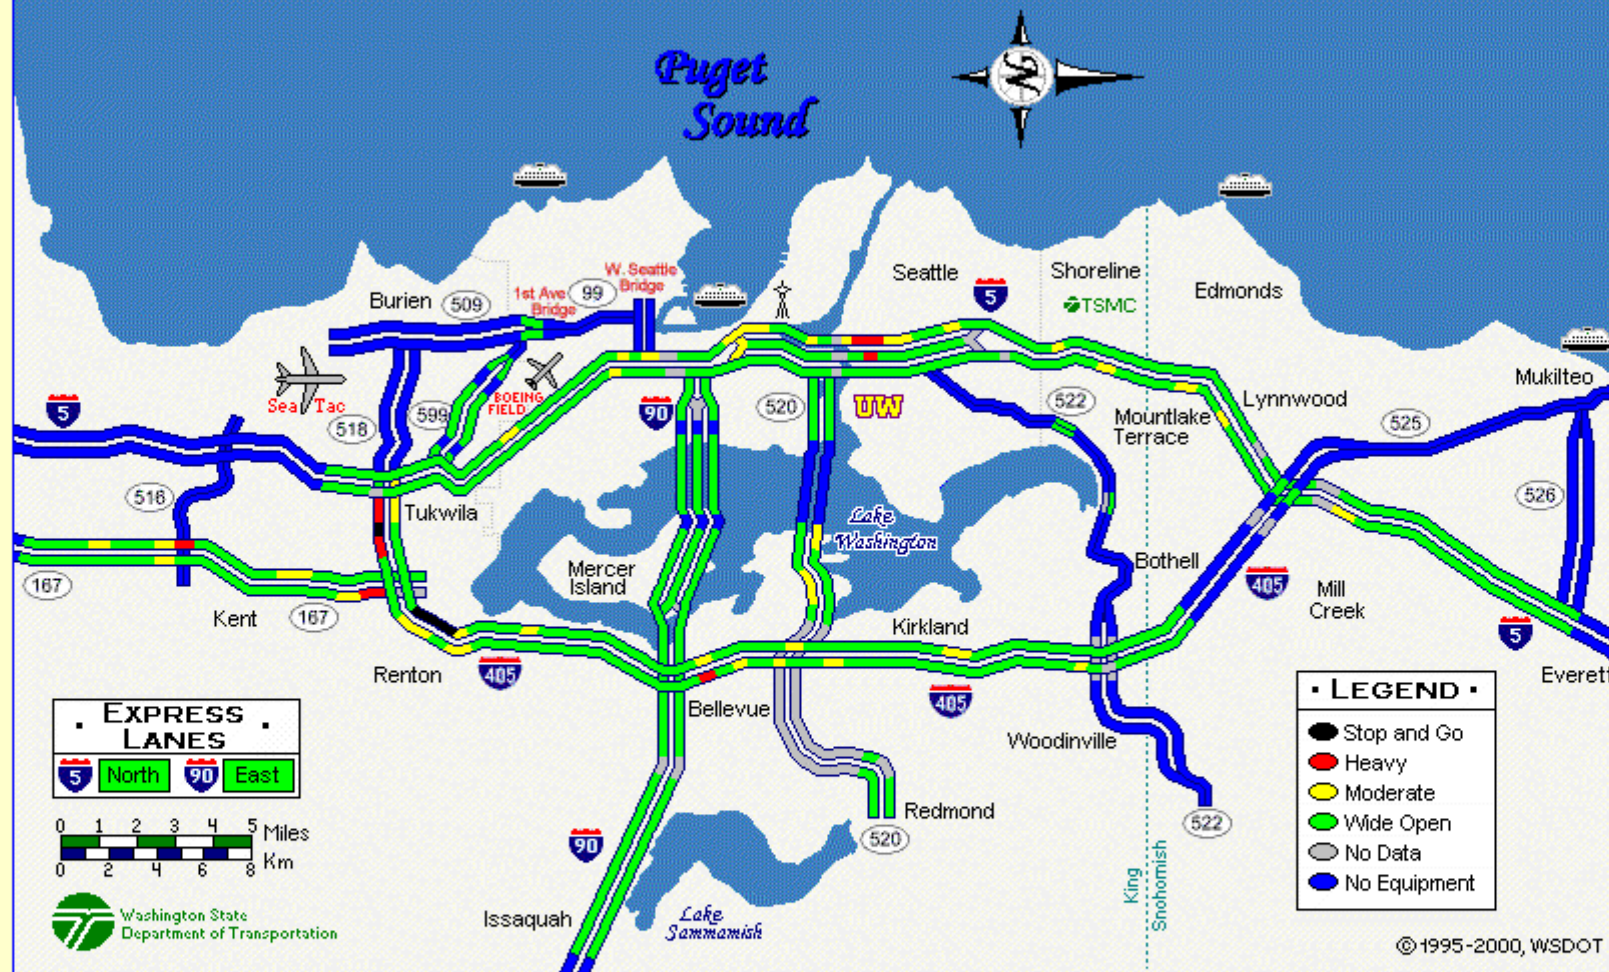 Puget
Sound
N
S
W. Seattle
Bridge
Burien
509
1st Ave
Bridge
99
Seattle
5
Shoreline
TSMC
Edmonds
Sea Tac
BOEING
FIELD
5
518
599
90
520
UW
522
Mountlake
Terrace
Lynnwood
Mukilteo
525
516
Tukwila
Lake
Washington
526
167
Kent
167
Mercer
Island
Kirkland
Bothell
405
Mill
Creek
5
Everett
Renton
405
Bellevue
405
Woodinville
Redmond
520
522
90
Issaquah
Lake
Sammamish
King
Snohomish
EXPRESS
LANES
5 North 90 East
0 1 2 3 4 5 Miles
0 2 4 6 8 Km
Washington State
Department of Transportation
LEGEND
Stop and Go
Heavy
Moderate
Wide Open
No Data
No Equipment
©1995-2000, WSDOT